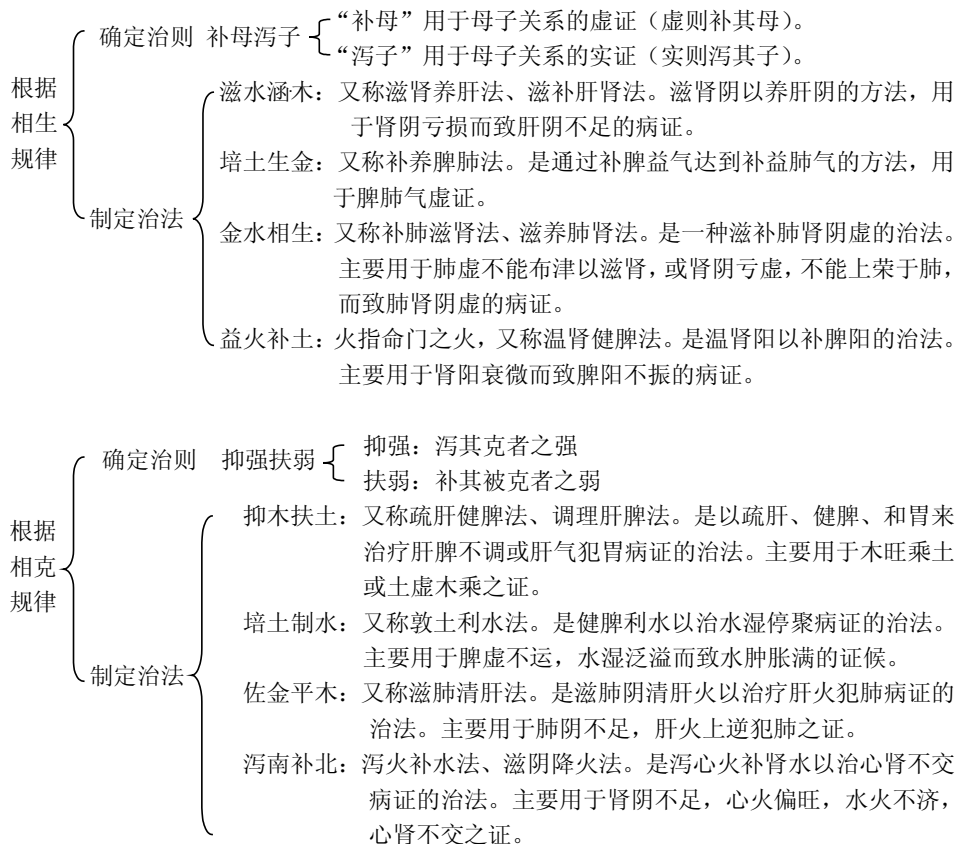 根据
相生
规律
确定治则 补母泻子
“补母”用于母子关系的虚证（虚则补其母）。
“泻子”用于母子关系的实证（实则泻其子）。
制定治法
滋水涵木：又称滋肾养肝法、滋补肝肾法。滋肾阴以养肝阴的方法，用
于肾阴亏损而致肝阴不足的病证。
培土生金：又称补养脾肺法。是通过补脾益气达到补益肺气的方法，用
于脾肺气虚证。
金水相生：又称补肺滋肾法、滋养肺肾法。是一种滋补肺肾阴虚的治法。
主要用于肺虚不能布津以滋肾，或肾阴亏虚，不能上荣于肺，
而致肺肾阴虚的病证。
益火补土：火指命门之火，又称温肾健脾法。是温肾阳以补脾阳的治法。
主要用于肾阳衰微而致脾阳不振的病证。
根据
相克
规律
确定治则 抑强扶弱
抑强：泻其克者之强
扶弱：补其被克者之弱
制定治法
抑木扶土：又称疏肝健脾法、调理肝脾法。是以疏肝、健脾、和胃来
治疗肝脾不调或肝气犯胃病证的治法。主要用于木旺乘土
或土虚木乘之证。
培土制水：又称敦土利水法。是健脾利水以治水湿停聚病证的治法。
主要用于脾虚不运，水湿泛溢而致水肿胀满的证候。
佐金平木：又称滋肺清肝法。是滋肺阴清肝火以治疗肝火犯肺病证的
治法。主要用于肺阴不足，肝火上逆犯肺之证。
泻南补北：泻火补水法、滋阴降火法。是泻心火补肾水以治心肾不交
病证的治法。主要用于肾阴不足，心火偏旺，水火不济，
心肾不交之证。